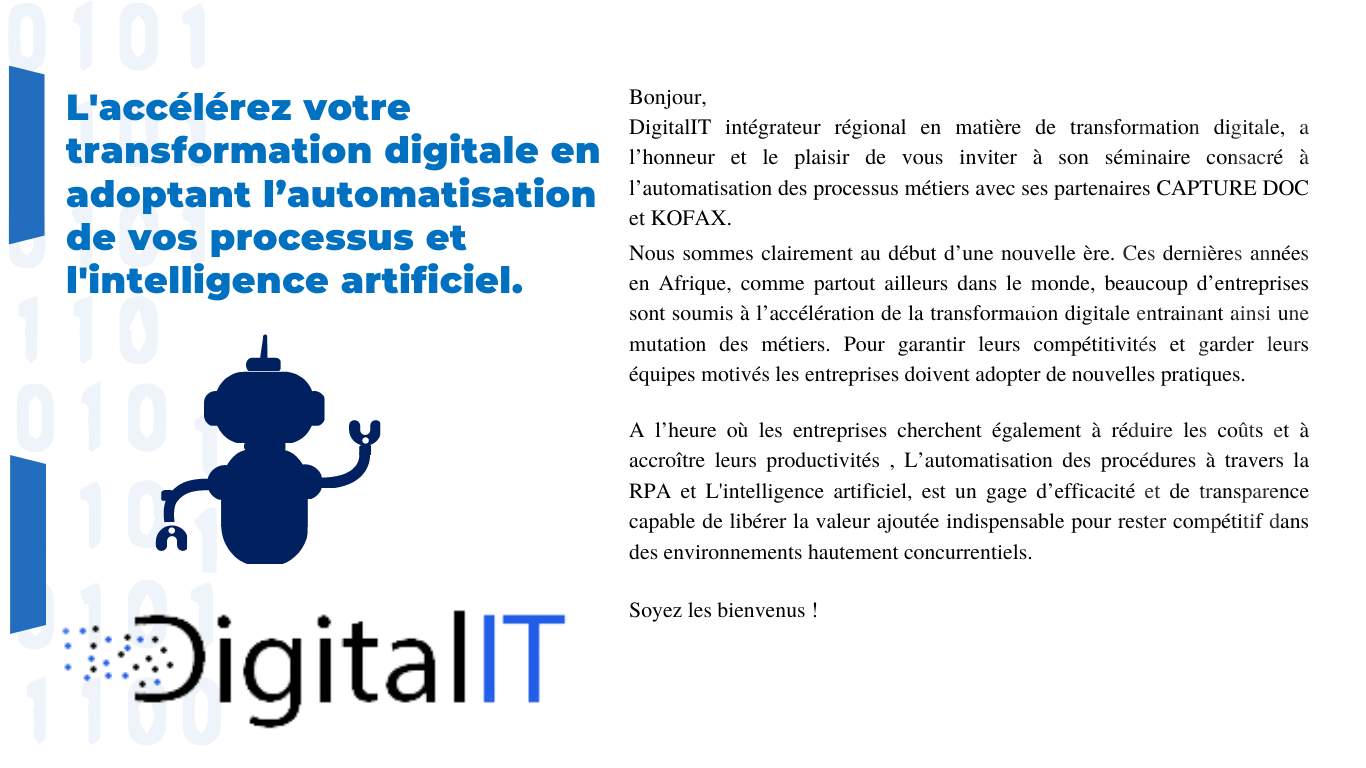 L'accélérez votre
transformation digitale en
adoptant l’automatisation
de vos processus et
l'intelligence artificiel.
DigitalIT
Bonjour,
DigitalIT intégrateur régional en matière de transformation digitale, a
l’honneur et le plaisir de vous inviter à son séminaire consacré à
l’automatisation des processus métiers avec ses partenaires CAPTURE DOC
et KOFAX.
Nous sommes clairement au début d’une nouvelle ère. Ces dernières années
en Afrique, comme partout ailleurs dans le monde, beaucoup d’entreprises
sont soumis à l’accélération de la transformation digitale entrainant ainsi une
mutation des métiers. Pour garantir leurs compétitivités et garder leurs
équipes motivés les entreprises doivent adopter de nouvelles pratiques.
A l’heure où les entreprises cherchent également à réduire les coûts et à
accroître leurs productivités , L’automatisation des procédures à travers la
RPA et L'intelligence artificiel, est un gage d’efficacité et de transparence
capable de libérer la valeur ajoutée indispensable pour rester compétitif dans
des environnements hautement concurrentiels.
Soyez les bienvenus !